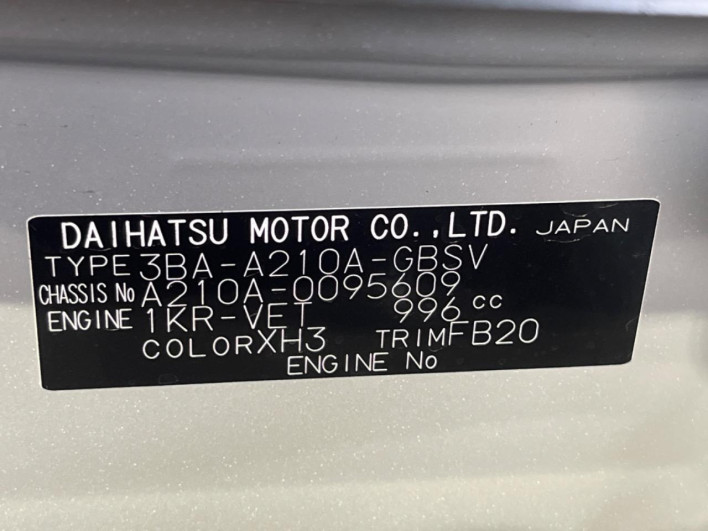 DAIHATSU MOTOR CO.,LTD. JAPAN
TYPE 3BA-A210A-GBSV
CHASSIS No A210A-0095609
ENGINE 1KR-VET 996 cc
COLOR XH3 TRIM FB20
ENGINE No